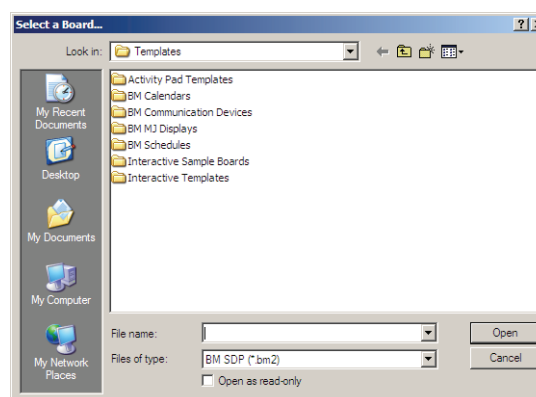 Select a Board...
Look in:
Templates
Activity Pad Templates
BM Calendars
BM Communication Devices
BM MJ Displays
BM Schedules
Interactive Sample Boards
Interactive Templates
My Recent
Documents
Desktop
My Documents
My Computer
My Network
Places
File name:
Open
Files of type:
BM SDP (*.bm2)
Cancel
Open as read-only